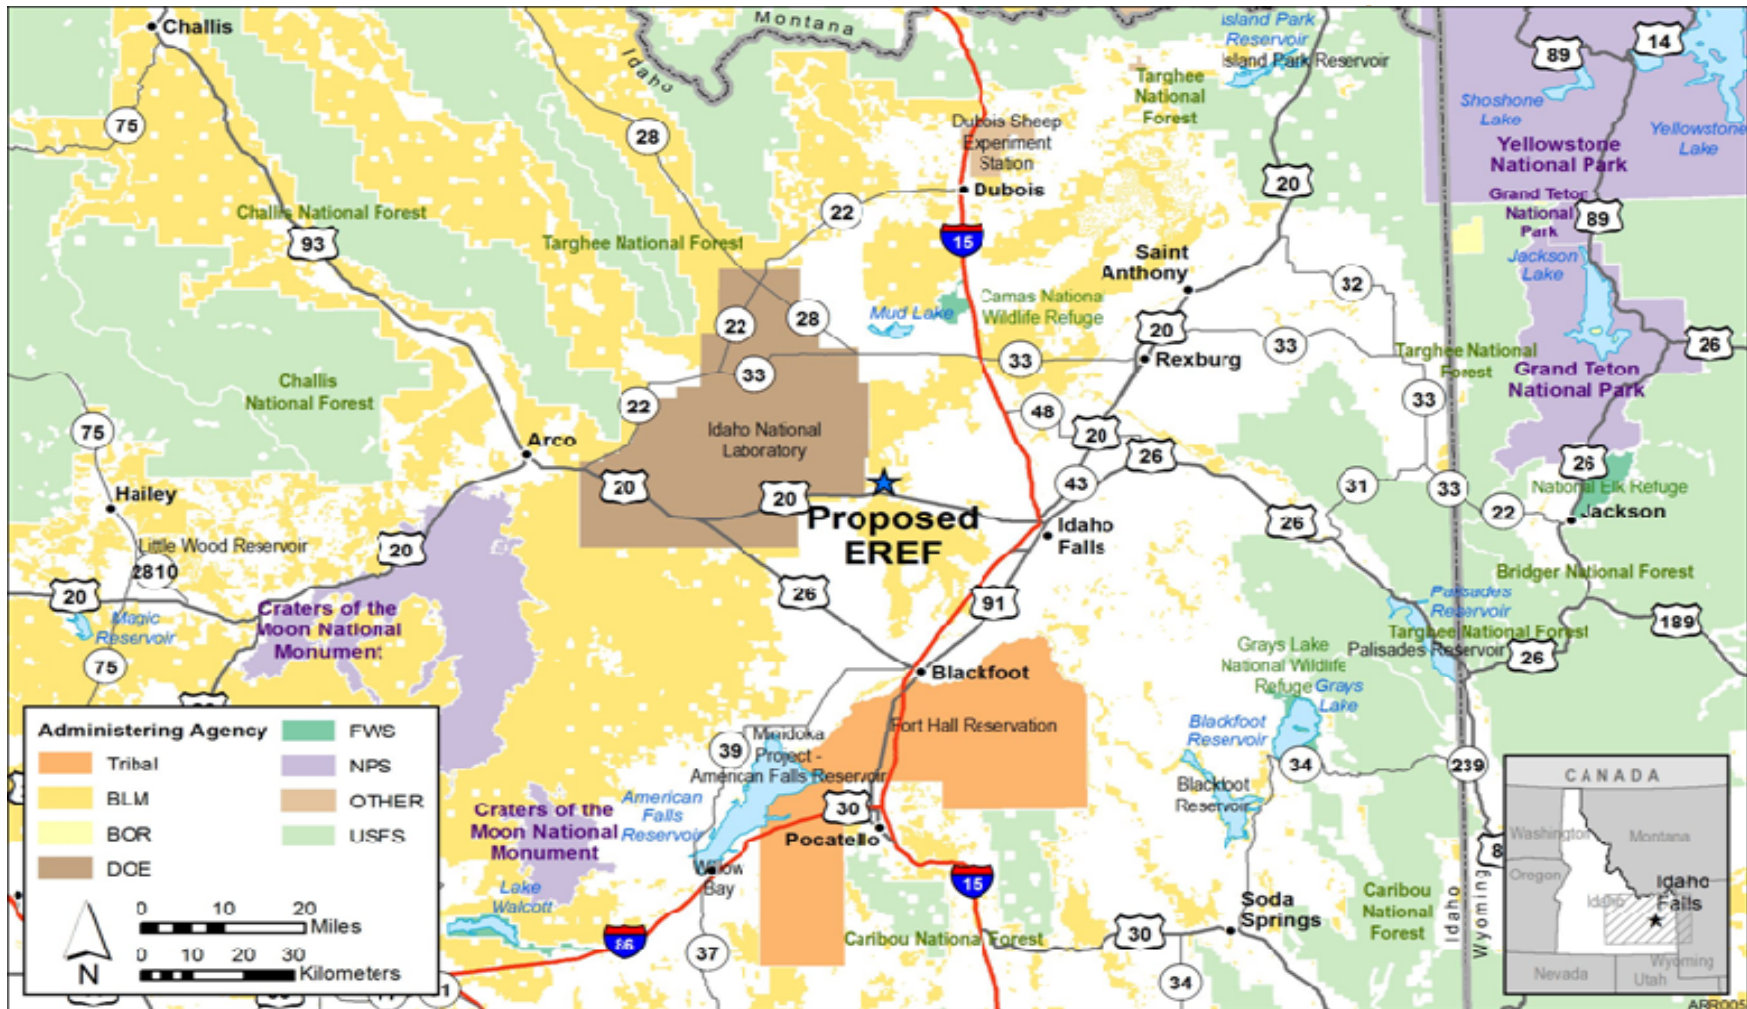 Challis
Montana
Idaho
Island Park
Reservoir
Island Park Reservoir
14
89
Shoshone
Lake
Yellowstone
Lake
Yellowstone
National Park
Grand Teton
National
Park
89
Jackson
Lake
75
28
Targhee
National
Forest
Dubois Sheep
Experiment
Station
Dubois
20
22
Challis National Forest
93
Targhee National Forest
15
Saint
Anthony
32
Mud Lake
Camas National
Wildlife Refuge
22
28
20
33
Rexburg
33
26
Targhee National
Forest
Grand Teton
National Park
33
33
22
Challis
National Forest
48
20
26
75
Arco
Idaho National
Laboratory
43
26
National Elk Refuge
Jackson
Hailey
20
20
Proposed
EREF
31
33
22
26
Idaho
Falls
Little Wood Reservoir
20
2810
Bridger National Forest
20
Magic
Reservoir
Craters of the
Moon National
Monument
26
91
Palisades
Reservoir
189
Targhee National Forest
Palisades Reservoir
26
75
Grays Lake
National Wildlife
Refuge
Grays
Lake
Blackfoot
Fort Hall Reservation
Blackfoot
Reservoir
34
239
39
Minidoka
Project -
American Falls Reservoir
Blackfoot
Reservoir
American
Falls
Reservoir
Craters of the
Moon National
Monument
30
Pocatello
Willow
Bay
15
Lake
Walcott
86
37
Caribou National Forest
30
Soda
Springs
34
Caribou
National
Forest
Idaho
Wyoming
Administering Agency
Tribal
BLM
BOR
DOE
FWS
NPS
OTHER
USFS
0 10 20
Miles
0 10 20 30
Kilometers
N
CANADA
Washington
Montana
Oregon
Idaho
Idaho
Falls
Wyoming
Nevada
Utah